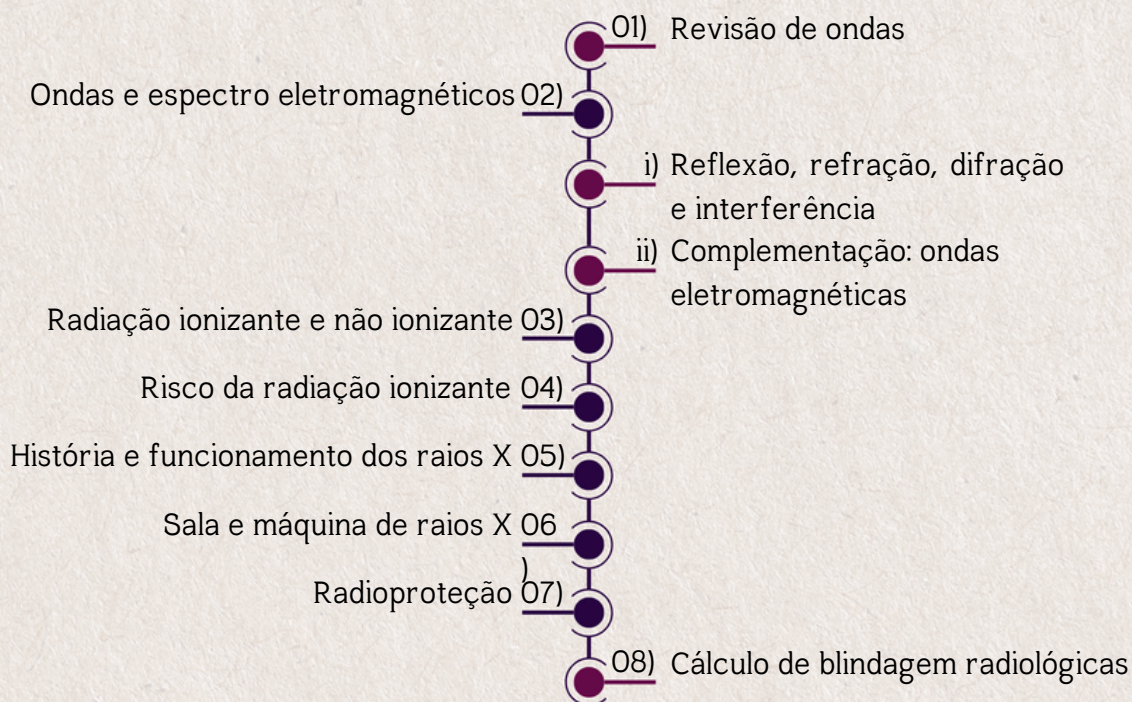 01) Revisão de ondas
Ondas e espectro eletromagnéticos 02)
i) Reflexão, refração, difração
e interferência
ii) Complementação: ondas
eletromagnéticas
Radiação ionizante e não ionizante 03)
Risco da radiação ionizante 04)
História e funcionamento dos raios X 05)
Sala e máquina de raios X 06
)
Radioproteção 07)
08) Cálculo de blindagem radiológicas